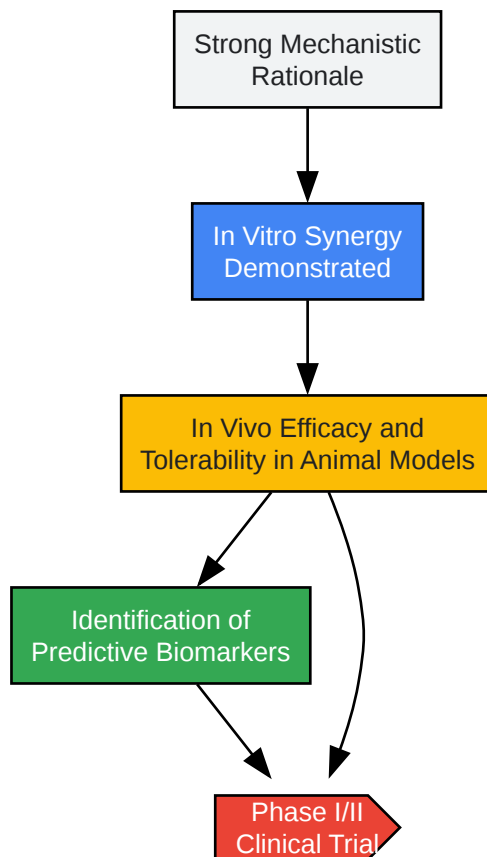 Strong Mechanistic
Rationale
In Vitro Synergy
Demonstrated
In Vivo Efficacy and
Tolerability in Animal Models
Identification of
Predictive Biomarkers
Phase I/II
Clinical Trial